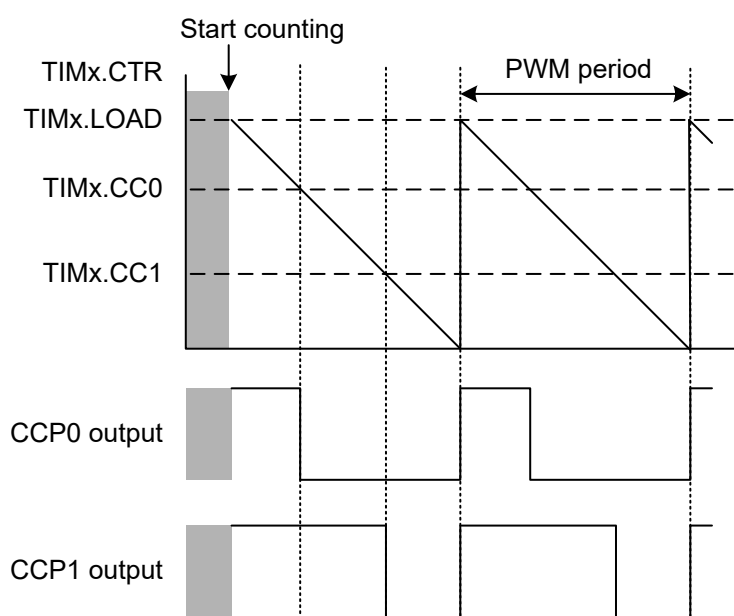 Start counting
TIMx.CTR
PWM period
TIMx.LOAD
TIMx.CC0
TIMx.CC1
CCP0 output
CCP1 output